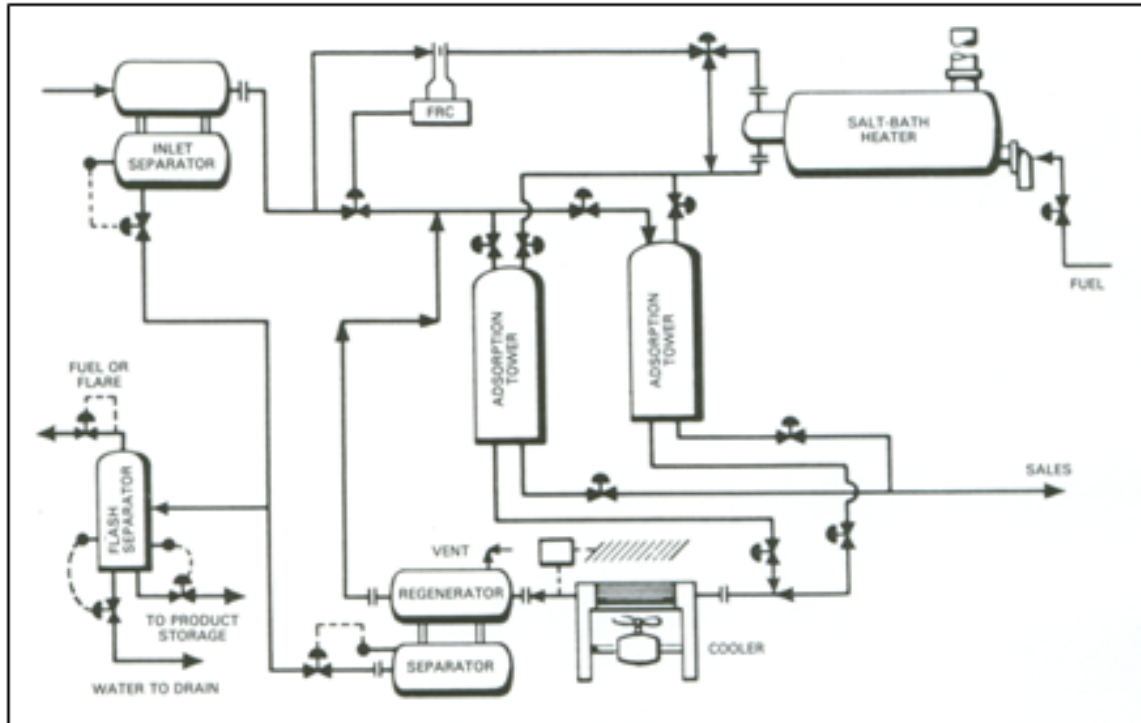 INLET
SEPARATOR
FRC
SALT-BATH
HEATER
FUEL
ADSORPTION
TOWER
ADSORPTION
TOWER
FUEL OR
FLARE
FLASH
SEPARATOR
SALES
VENT
REGENERATOR
SEPARATOR
COOLER
TO PRODUCT
STORAGE
WATER TO DRAIN